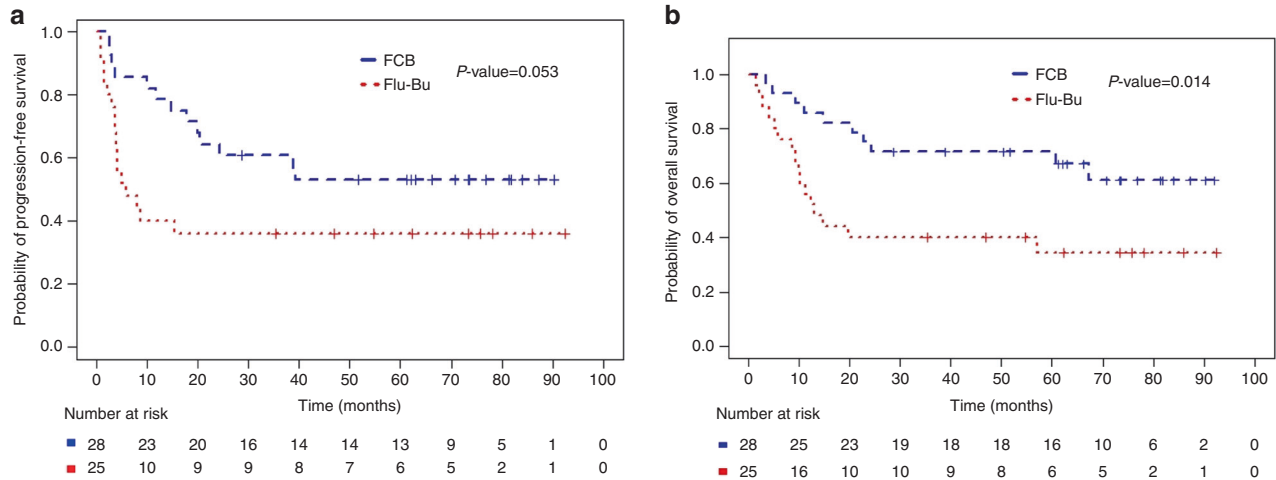 a
Probability of progression-free survival
1.0
0.8
0.6
0.4
0.2
0.0
FCB
Flu-Bu
P-value=0.053
0 10 20 30 40 50 60 70 80 90 100
Time (months)
Number at risk
28 23 20 16 14 14 13 9 5 1 0
25 10 9 9 8 7 6 5 2 1 0
b
Probability of overall survival
1.0
0.8
0.6
0.4
0.2
0.0
FCB
Flu-Bu
P-value=0.014
0 10 20 30 40 50 60 70 80 90 100
Time (months)
Number at risk
28 25 23 19 18 18 16 10 6 2 0
25 16 10 10 9 8 6 5 2 1 0